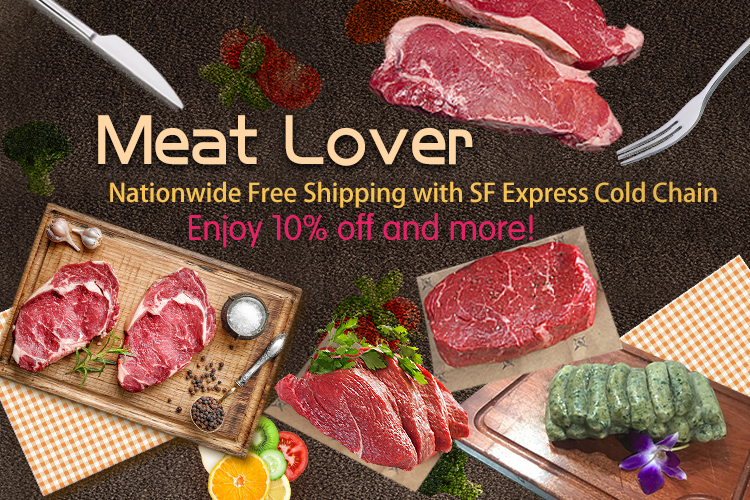 Meat Lover
Nationwide Free Shipping with SF Express Cold Chain
Enjoy 10% off and more!